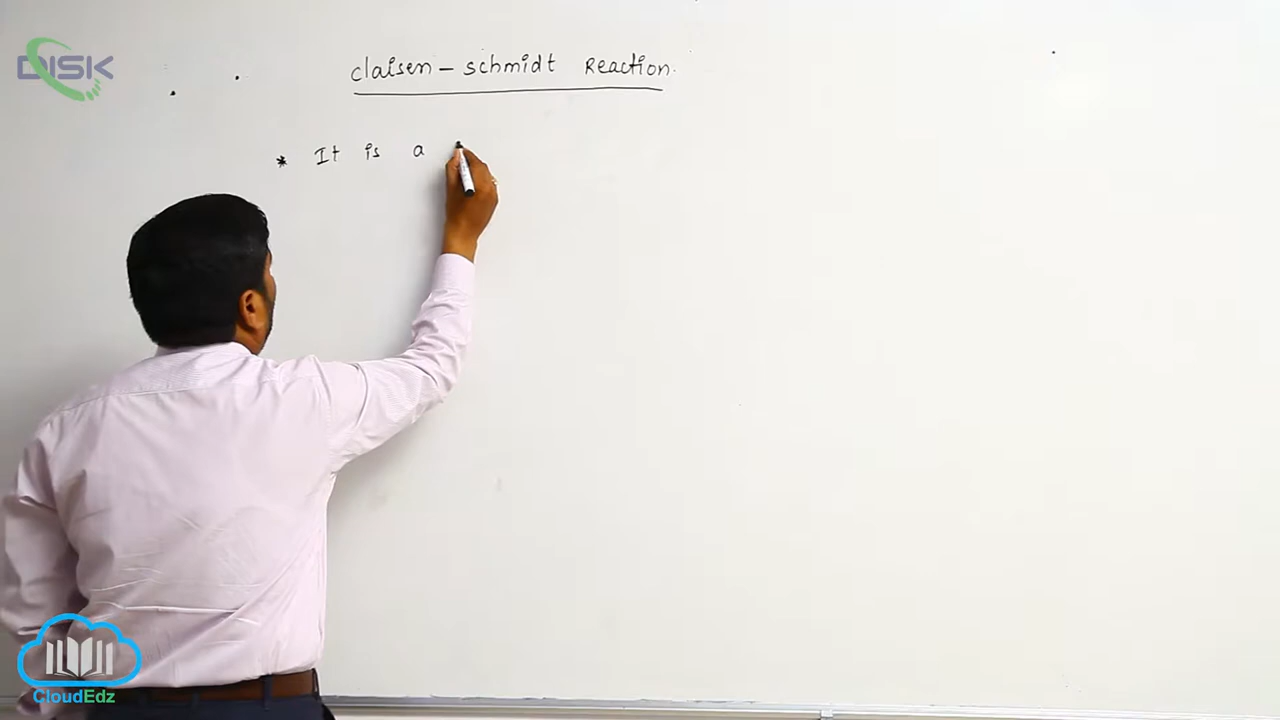 DISK
Claisen - Schmidt Reaction.
* It is a
CloudEdz